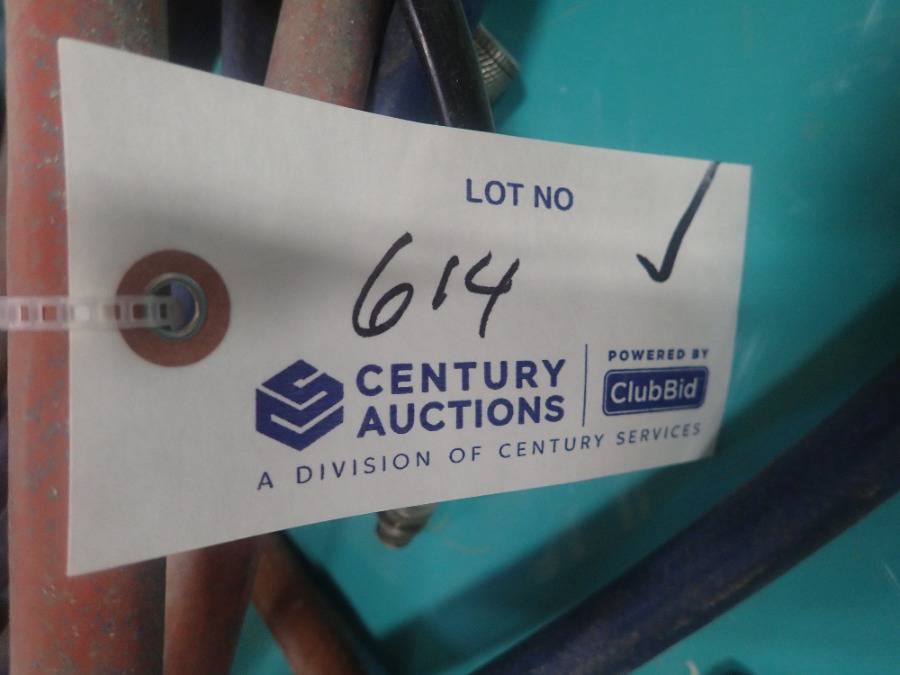 LOT NO
614 ✓
CENTURY
AUCTIONS
POWERED BY
ClubBid
A DIVISION OF CENTURY SERVICES